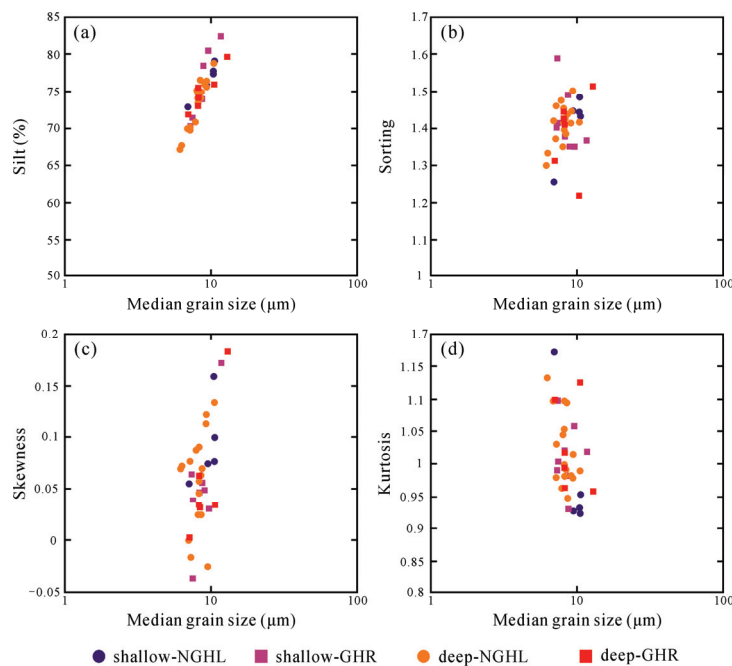 (a)
85
80
75
70
65
60
55
50
Silt (%)
1 10 100
Median grain size (μm)
(b)
1.7
1.6
1.5
1.4
1.3
1.2
1.1
1
Sorting
1 10 100
Median grain size (μm)
(c)
0.2
0.15
0.1
0.05
0
−0.05
Skewness
1 10 100
Median grain size (μm)
(d)
1.7
1.1
1.1
1.0
0.95
0.9
0.85
0.8
Kurtosis
1 10 100
Median grain size (μm)
shallow-NGHL shallow-GHR deep-NGHL deep-GHR